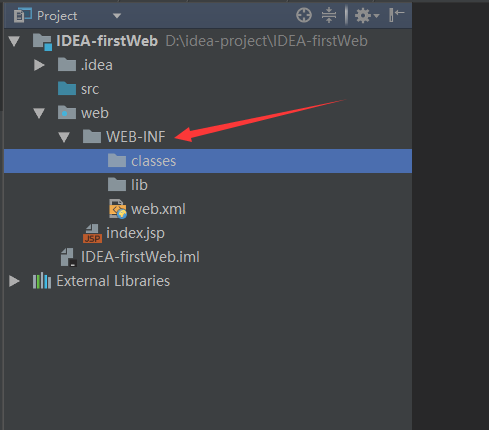 Project
IDEA-firstWeb D:\idea-project\IDEA-firstWeb
.idea
src
web
WEB-INF
classes
lib
web.xml
JSP index.jsp
IDEA-firstWeb.iml
External Libraries